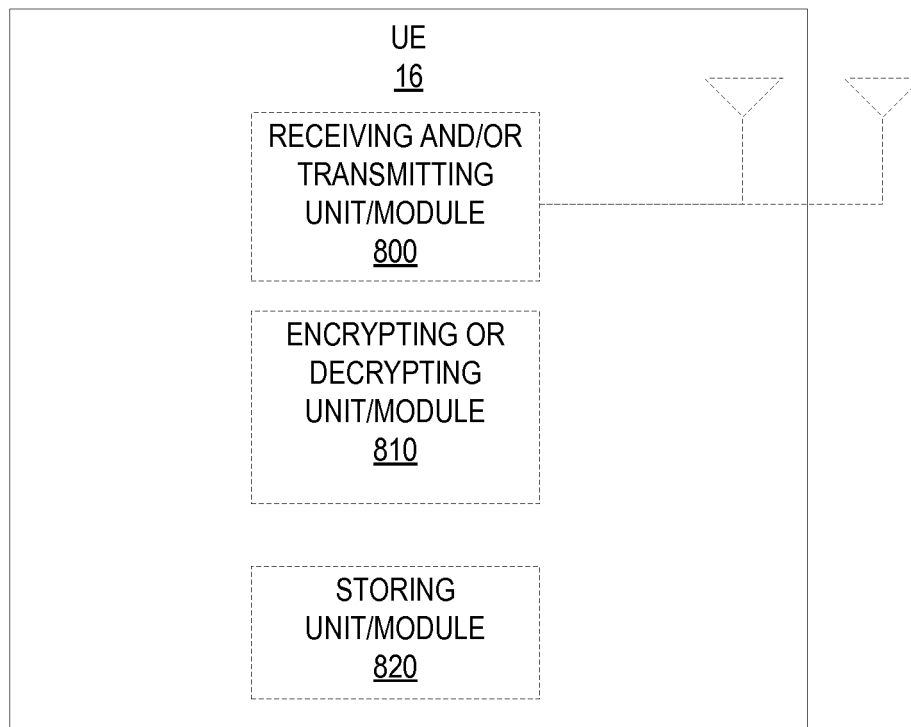 UE
16
RECEIVING AND/OR
TRANSMITTING
UNIT/MODULE
800
ENCRYPTING OR
DECRYPTING
UNIT/MODULE
810
STORING
UNIT/MODULE
820